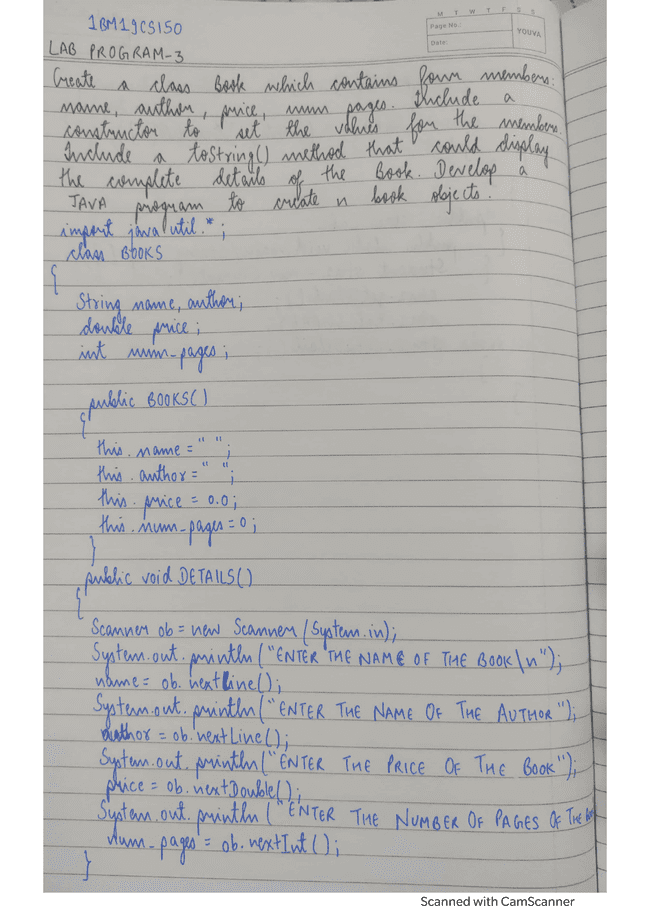 1BM19CS150
M T W T F S S
Page No.:
Date:
YOUVA
LAB PROGRAM-3
Create a class Book which contains four members:
name, author, price, num pages. Include a
constructor to set the values for the members.
Include a toString() method that could display
the complete details of the Book. Develop a
JAVA program to create n book objects.
import java util.*;
class BOOKS
{
String name, author;
double price;
int num_pages;
public BOOKS()
{
this.name=" ";
this.author=" ";
this.price = 0.0;
this.num_pages=0;
}
public void DETAILS()
{
Scanner ob = new Scanner (System.in);
System.out.println("ENTER THE NAME OF THE BOOK\n");
name = ob.nextLine();
System.out.println("ENTER THE NAME OF THE AUTHOR");
author = ob.nextLine();
System.out.println("ENTER THE PRICE OF THE BOOK");
price = ob.nextDouble();
System.out.println("ENTER THE NUMBER OF PAGES OF THE
num_pages = ob.nextInt();
}
Scanned with CamScanner